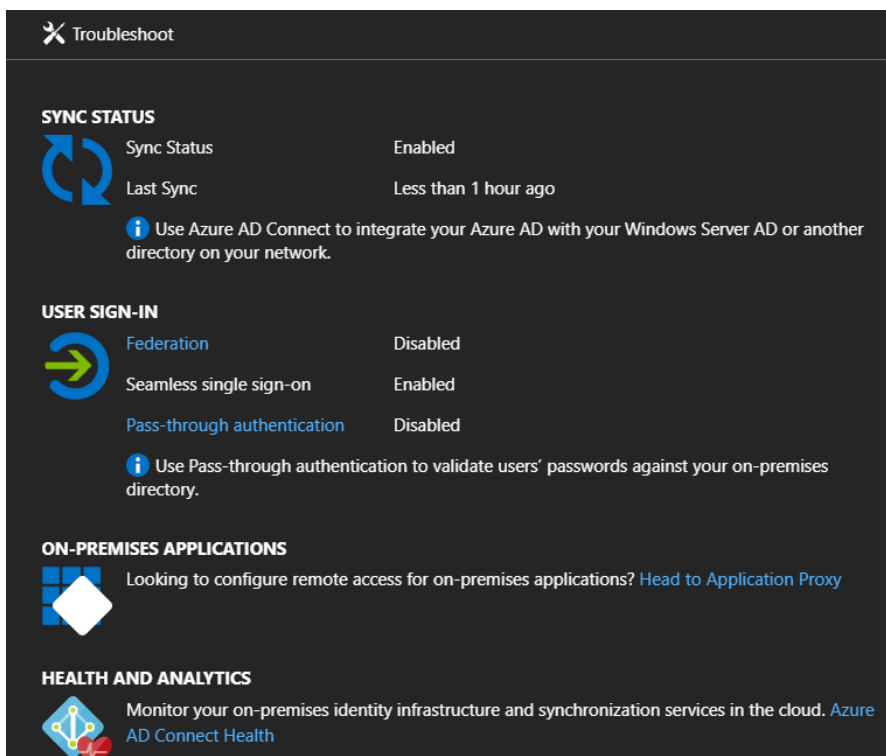 Troubleshoot
SYNC STATUS
Sync Status Enabled
Last Sync Less than 1 hour ago
Use Azure AD Connect to integrate your Azure AD with your Windows Server AD or another
directory on your network.
USER SIGN-IN
Federation Disabled
Seamless single sign-on Enabled
Pass-through authentication Disabled
Use Pass-through authentication to validate users’ passwords against your on-premises
directory.
ON-PREMISES APPLICATIONS
Looking to configure remote access for on-premises applications? Head to Application Proxy
HEALTH AND ANALYTICS
Monitor your on-premises identity infrastructure and synchronization services in the cloud. Azure
AD Connect Health